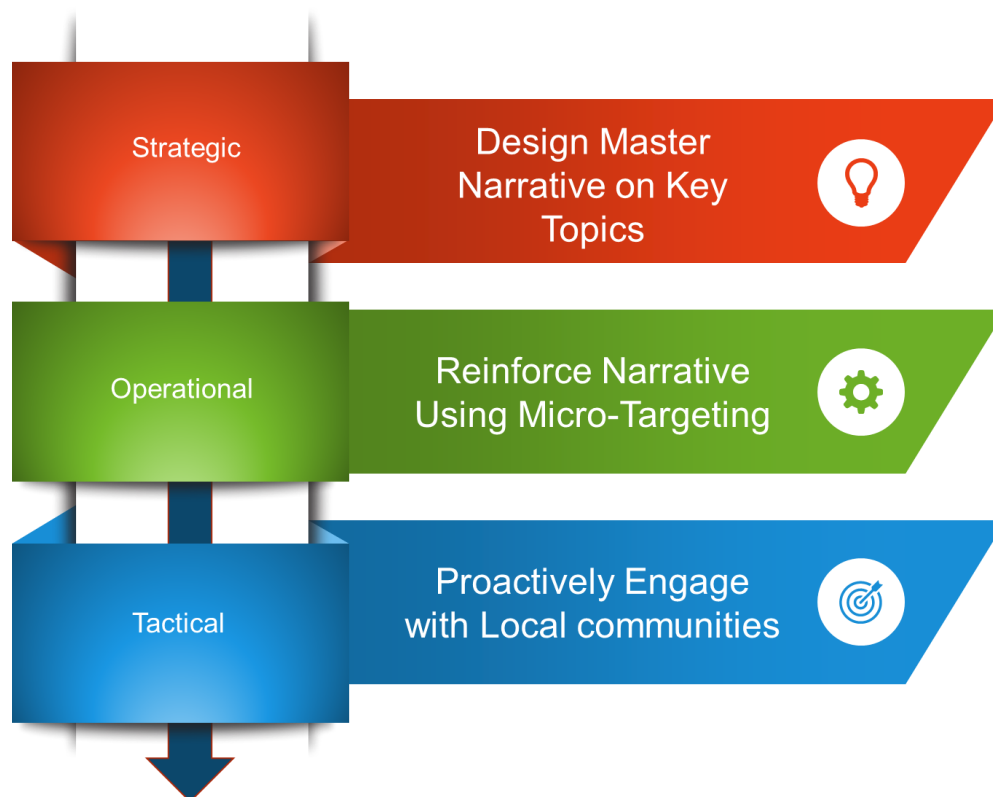 Strategic
Design Master
Narrative on Key
Topics
Operational
Reinforce Narrative
Using Micro-Targeting
Tactical
Proactively Engage
with Local communities